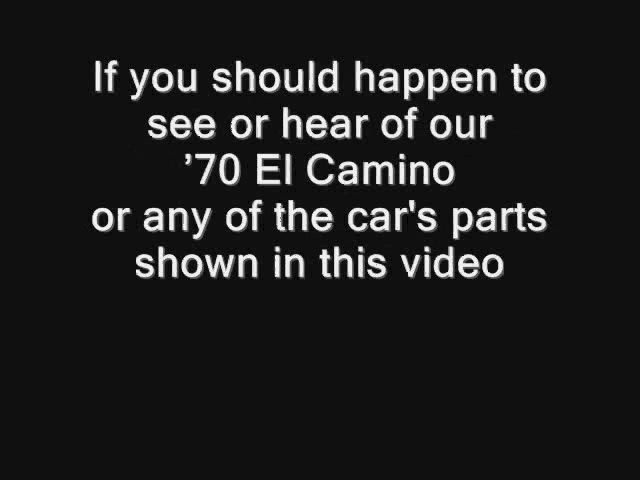 If you should happen to
see or hear of our
’70 El Camino
or any of the car's parts
shown in this video